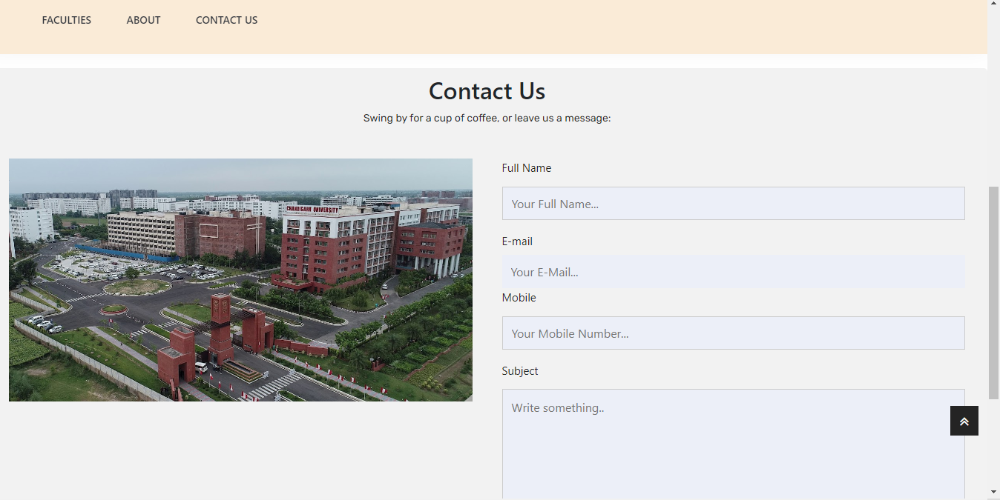 FACULTIES ABOUT CONTACT US
Contact Us
Swing by for a cup of coffee, or leave us a message:
CHANDIGARH UNIVERSITY
Full Name
Your Full Name...
E-mail
Your E-Mail...
Mobile
Your Mobile Number...
Subject
Write something..